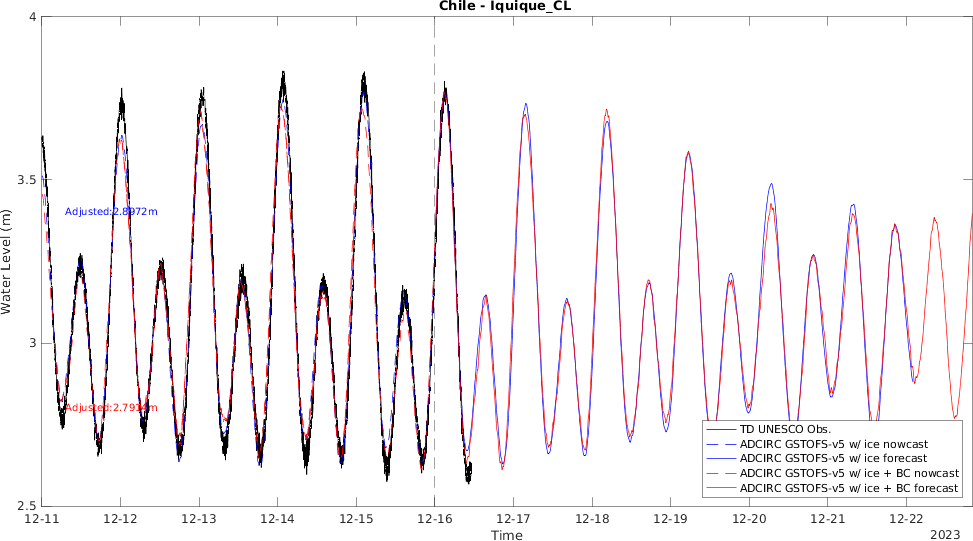 Chile - Iquique_CL
4
3.5
3
2.5
Water Level (m)
Adjusted:2.8972m
Adjusted:2.7914m
TD UNESCO Obs.
ADCIRC GSTOFS-v5 w/ ice nowcast
ADCIRC GSTOFS-v5 w/ ice forecast
ADCIRC GSTOFS-v5 w/ ice + BC nowcast
ADCIRC GSTOFS-v5 w/ ice + BC forecast
12-11 12-12 12-13 12-14 12-15 12-16 12-17 12-18 12-19 12-20 12-21 12-22
Time
2023